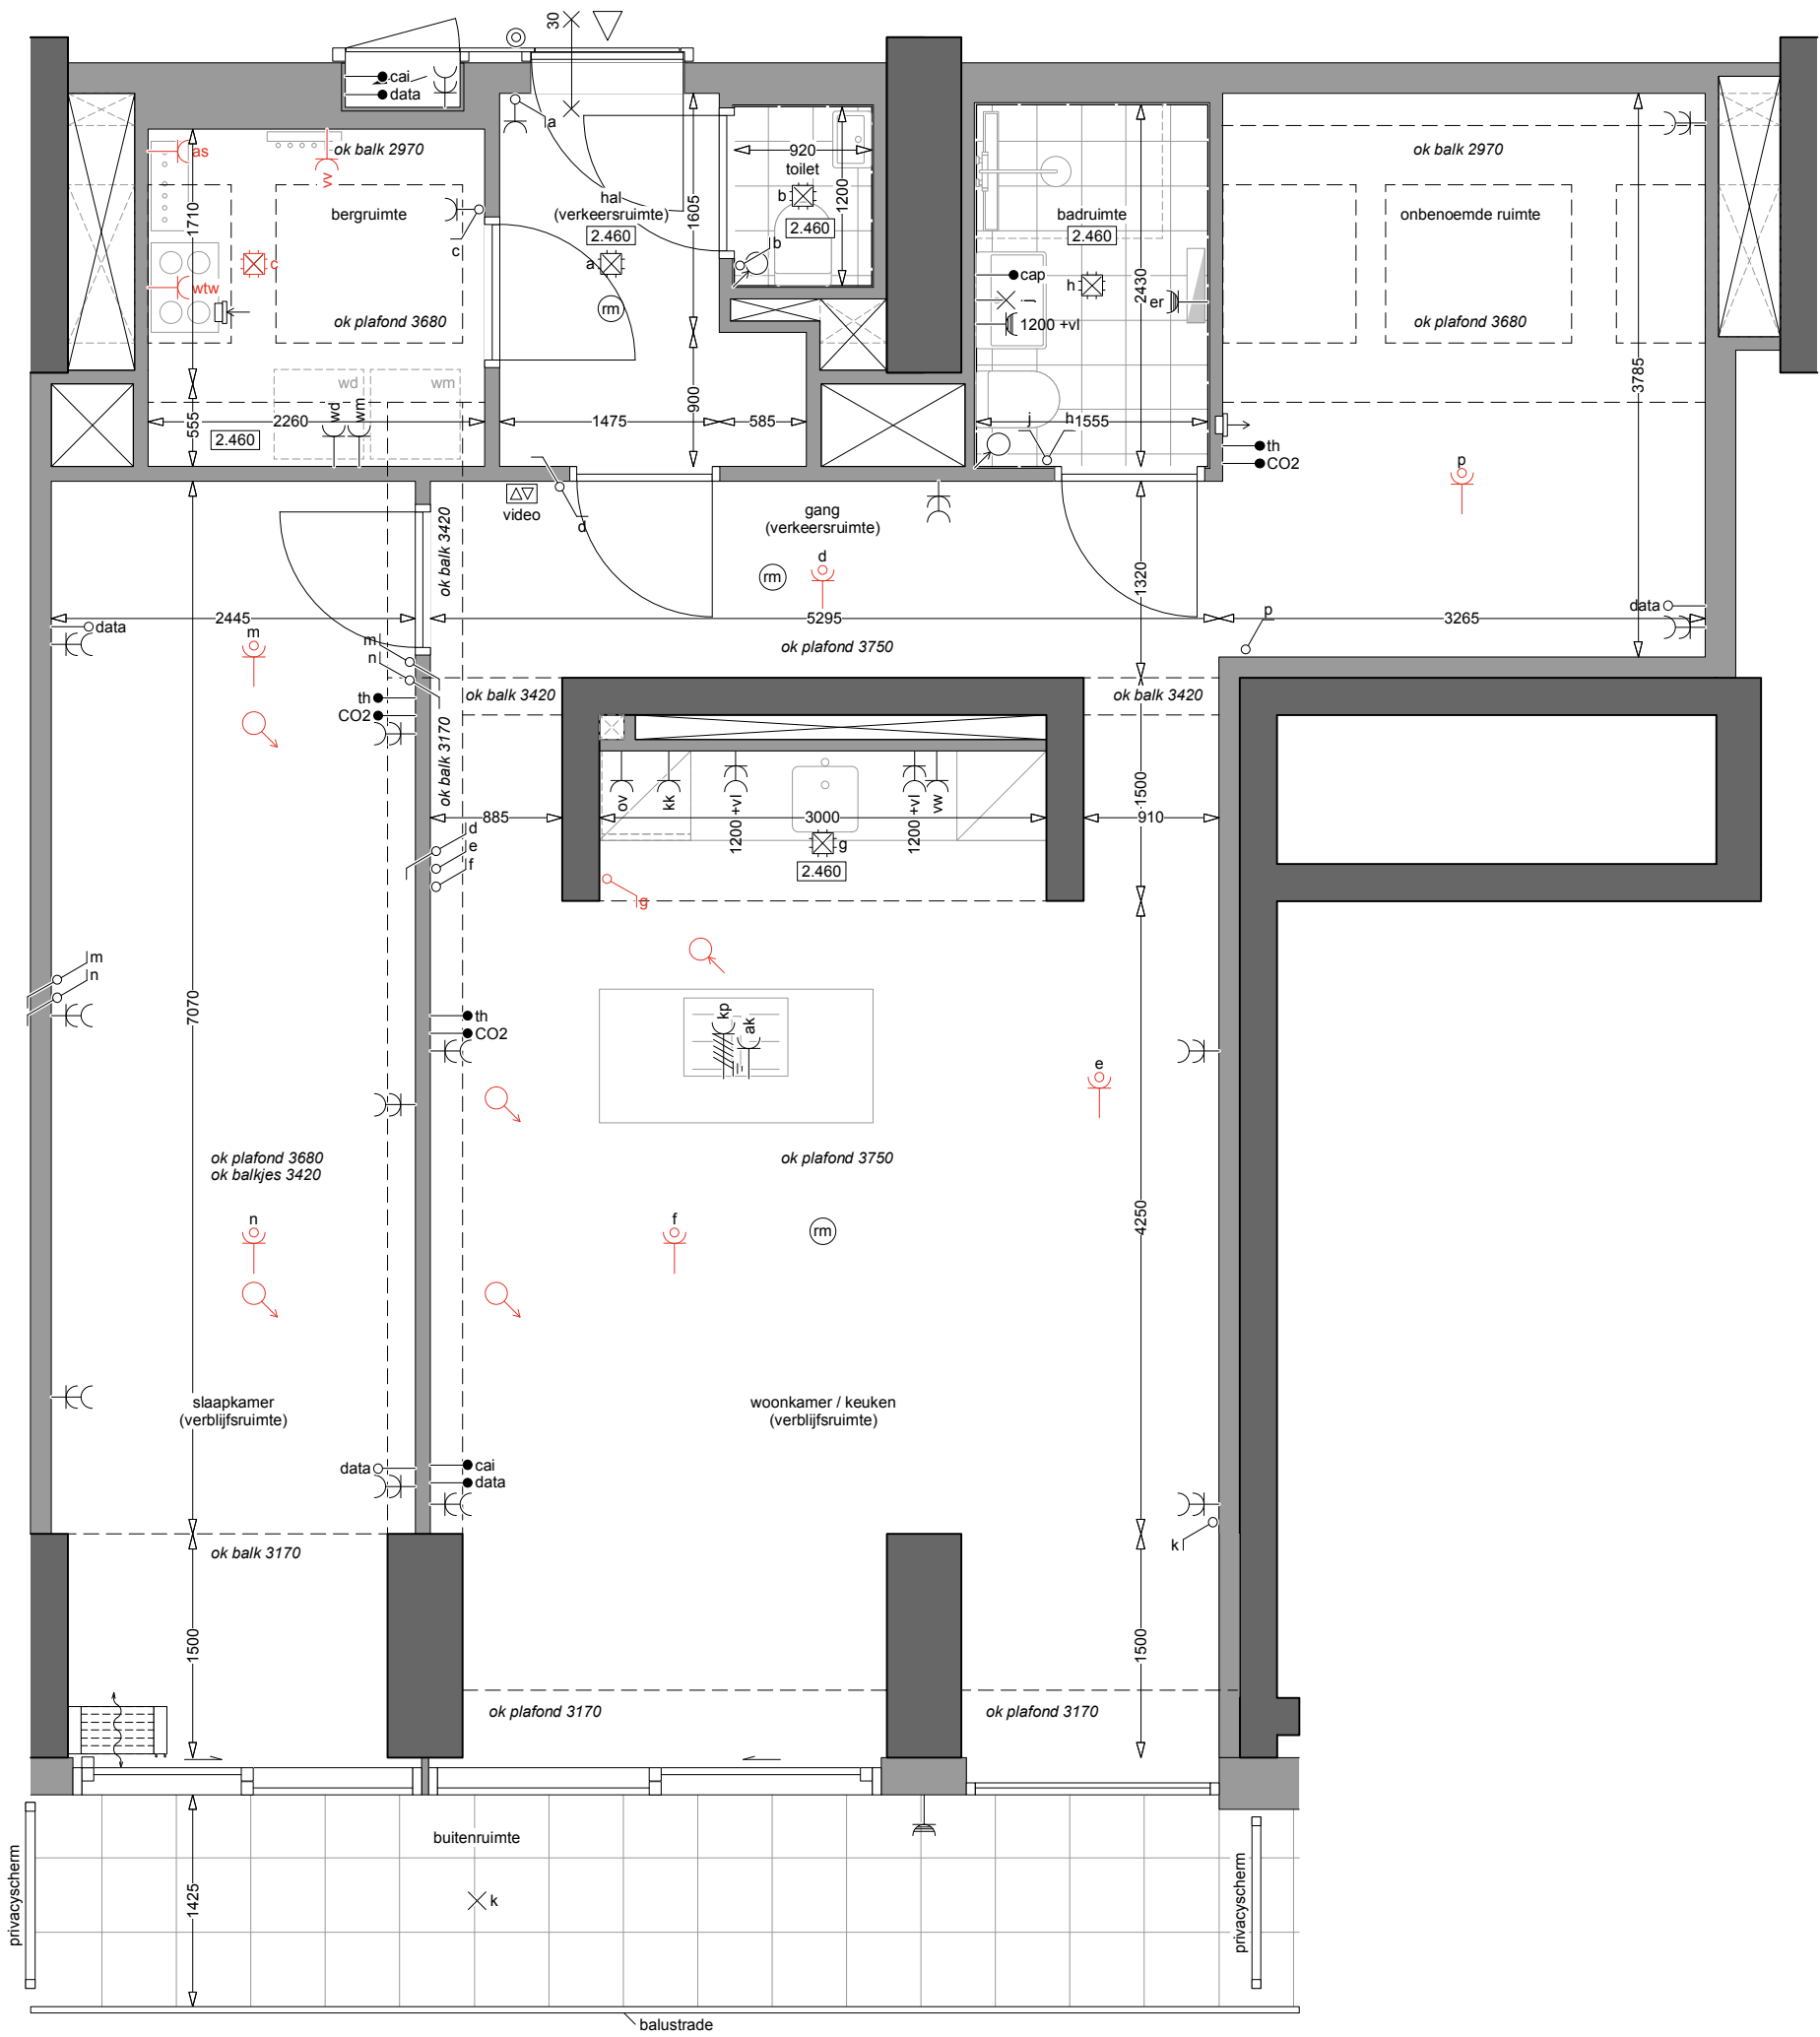 30
cai
data
a
as
vv
ok balk 2970
920
toilet
b
1200
2.460
b
hal
(verkeersruimte)
2.460
a
rm
1605
bergruimte
1710
c
c
wtw
ok plafond 3680
wd
wm
wd
wm
555
2260
2.460
1475
900
585
badruimte
2.460
2430
cap
h
j
er
1200 +vl
j
h
1555
ok balk 2970
onbenoemde ruimte
ok plafond 3680
3785
th
CO2
p
video
d
gang
(verkeersruimte)
d
rm
ok balk 3420
1320
2445
5295
3265
data
p
data
m
m
n
ok plafond 3750
th
CO2
ok balk 3420
ok balk 3420
ok balk 3170
ov
kk
1200 +vl
1200 +vl
vw
885
3000
910
1500
g
2.460
d
e
f
g
m
n
7070
th
CO2
kp
ak
e
ok plafond 3680
ok balkjes 3420
ok plafond 3750
4250
n
f
rm
slaapkamer
(verblijfsruimte)
woonkamer / keuken
(verblijfsruimte)
data
cai
data
k
ok balk 3170
1500
1500
ok plafond 3170
ok plafond 3170
buitenruimte
privacyscherm
1425
k
privacyscherm
balustrade